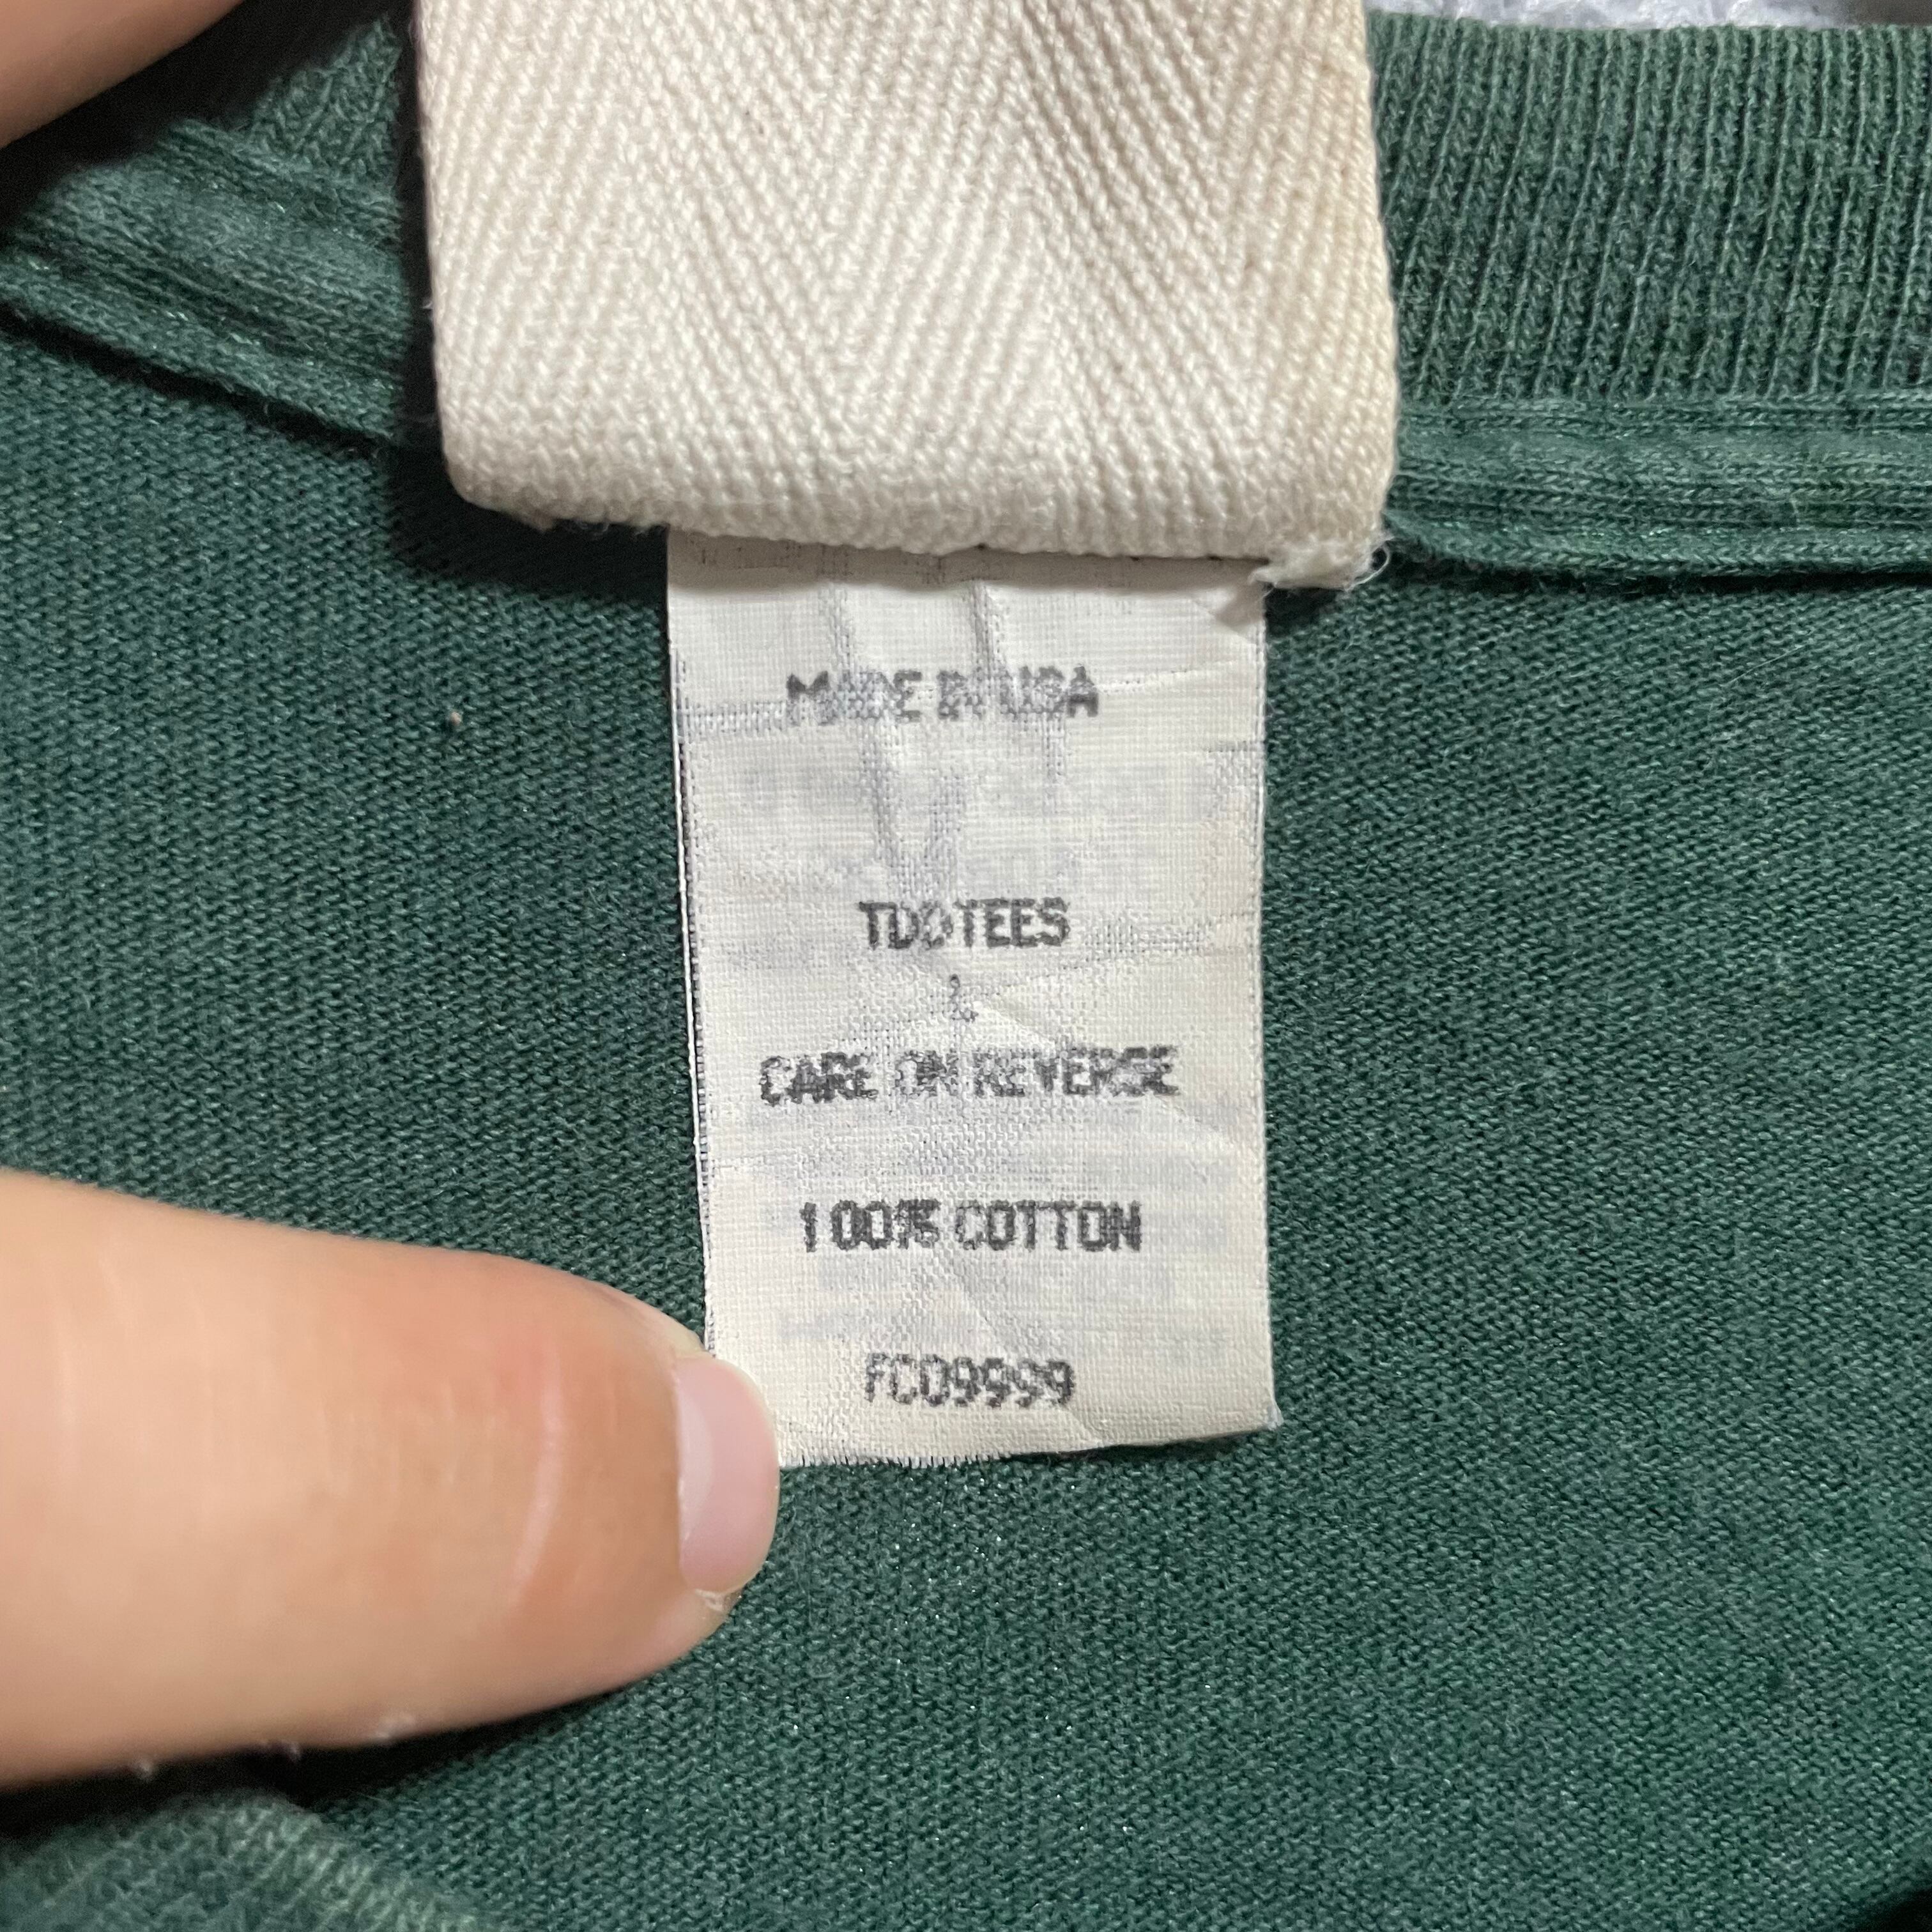 MADE IN USA
TDD TEES
L
CARE ON REVERSE
100% COTTON
FC09999